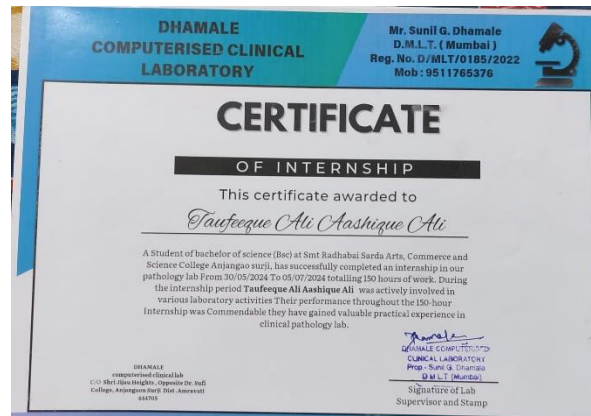 DHAMALE
COMPUTERISED CLINICAL
LABORATORY
Mr. Sunil G. Dhamale
D.M.L.T. ( Mumbai )
Reg. No. D/MLT/0185/2022
Mob : 9511765376
CERTIFICATE
OF INTERNSHIP
This certificate awarded to
Taufeeque Ali Aashique Ali
A Student of bachelor of science (Bsc) at Smt Radhabai Sarda Arts, Commerce and
Science College Anjangao surji, has successfully completed an internship in our
pathology lab From 30/05/2024 To 05/07/2024 totalling 150 hours of work. During
the internship period Taufeeque Ali Aashique Ali was actively involved in
various laboratory activities Their performance throughout the 150-hour
Internship was Commendable they have gained valuable practical experience in
clinical pathology lab.
Dhamale
DHAMALE COMPUTERISED
CLINICAL LABORATORY
Prop - Sunil G. Dhamale
D M L T (Mumbai)
Signature of Lab
Supervisor and Stamp
DHAMALE
computerised clinical lab
C/O Shri Jijau Heights, Opposite Dr. Sufi
College, Anjangaon Surji Dist. Amravati
444705